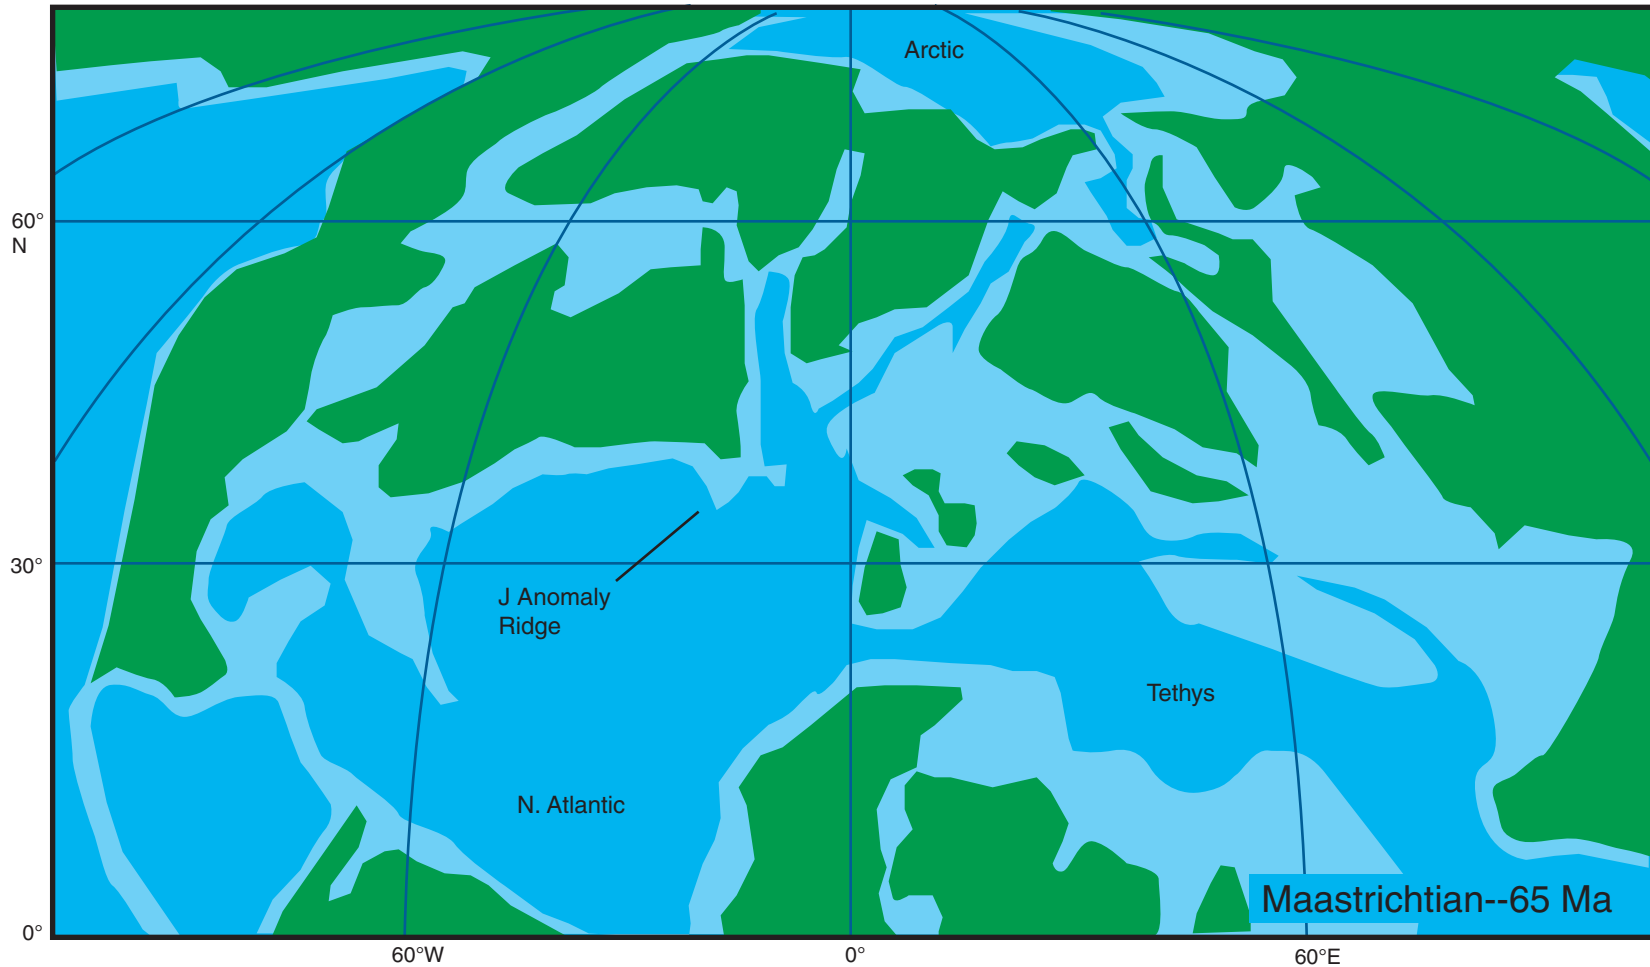 Arctic
60°
N
30°
J Anomaly
Ridge
Tethys
N. Atlantic
Maastrichtian--65 Ma
0°
60°W
0°
60°E